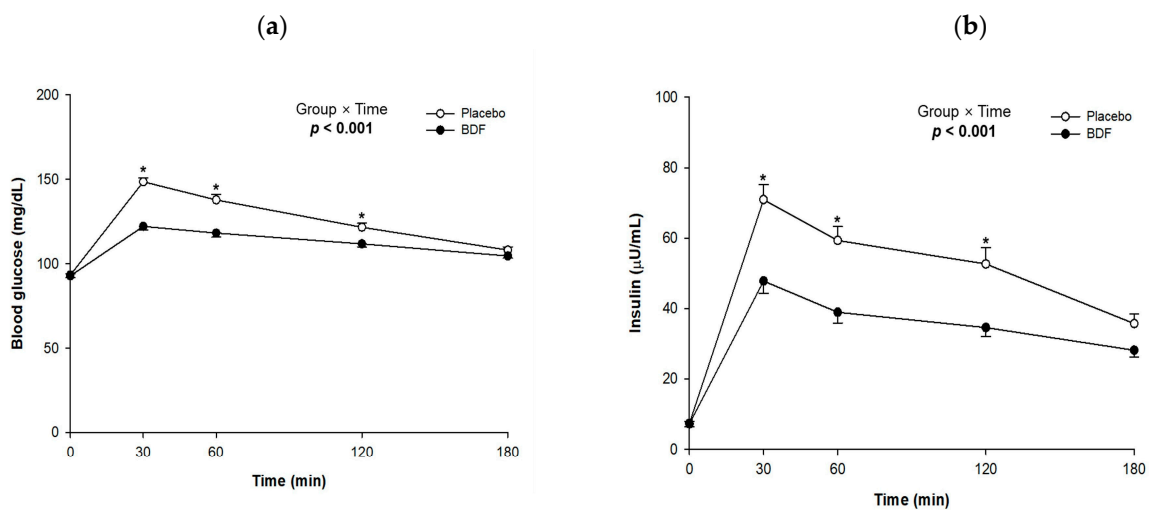 (a)
200
150
100
50
0
Blood glucose (mg/dL)
Group × Time
p < 0.001
Placebo
BDF
*
*
*
0 30 60 120 180
Time (min)
(b)
100
80
60
40
20
0
Insulin (μU/mL)
Group × Time
p < 0.001
Placebo
BDF
*
*
*
0 30 60 120 180
Time (min)